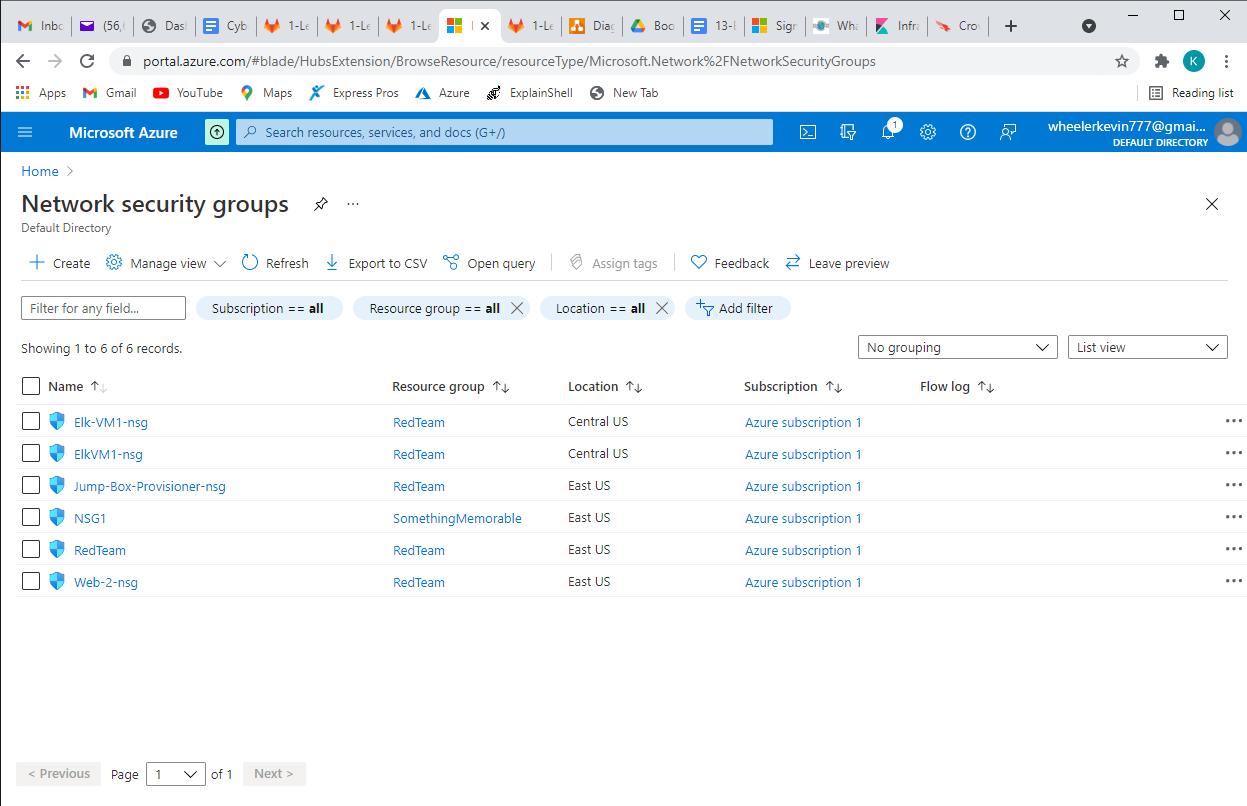 Inbo (56, Das Cyb 1-Le 1-Le 1-Le 1-Le Diag Boo 13-E Sigr Wha Infra Cro
portal.azure.com/#blade/HubsExtension/BrowseResource/resourceType/Microsoft.Network%2FNetworkSecurityGroups K
Apps Gmail YouTube Maps Express Pros Azure ExplainShell New Tab Reading list
Microsoft Azure Search resources, services, and docs (G+/) 1 wheelerkevin777@gmai...
DEFAULT DIRECTORY
Home >
Network security groups ...
Default Directory
Create Manage view Refresh Export to CSV Open query Assign tags Feedback Leave preview
Filter for any field... Subscription == all Resource group == all Location == all Add filter
Showing 1 to 6 of 6 records. No grouping List view
Name ↑↓ Resource group ↑↓ Location ↑↓ Subscription ↑↓ Flow log ↑↓
Elk-VM1-nsg RedTeam Central US Azure subscription 1 ...
ElkVM1-nsg RedTeam Central US Azure subscription 1 ...
Jump-Box-Provisioner-nsg RedTeam East US Azure subscription 1 ...
NSG1 SomethingMemorable East US Azure subscription 1 ...
RedTeam RedTeam East US Azure subscription 1 ...
Web-2-nsg RedTeam East US Azure subscription 1 ...
< Previous Page 1 of 1 Next >